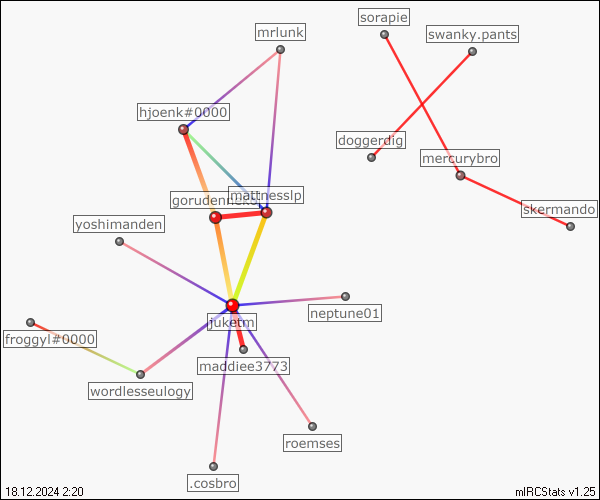 sorapie
mrlunk
swanky.pants
hjoenk#0000
doggerdig
mercurybro
mattnesslp
skermando
yoshimanden
neptune01
juketm
froggyl#0000
maddiee3773
wordlesseulogy
roemses
.cosbro
18.12.2024 2:20
mIRCStats v1.25